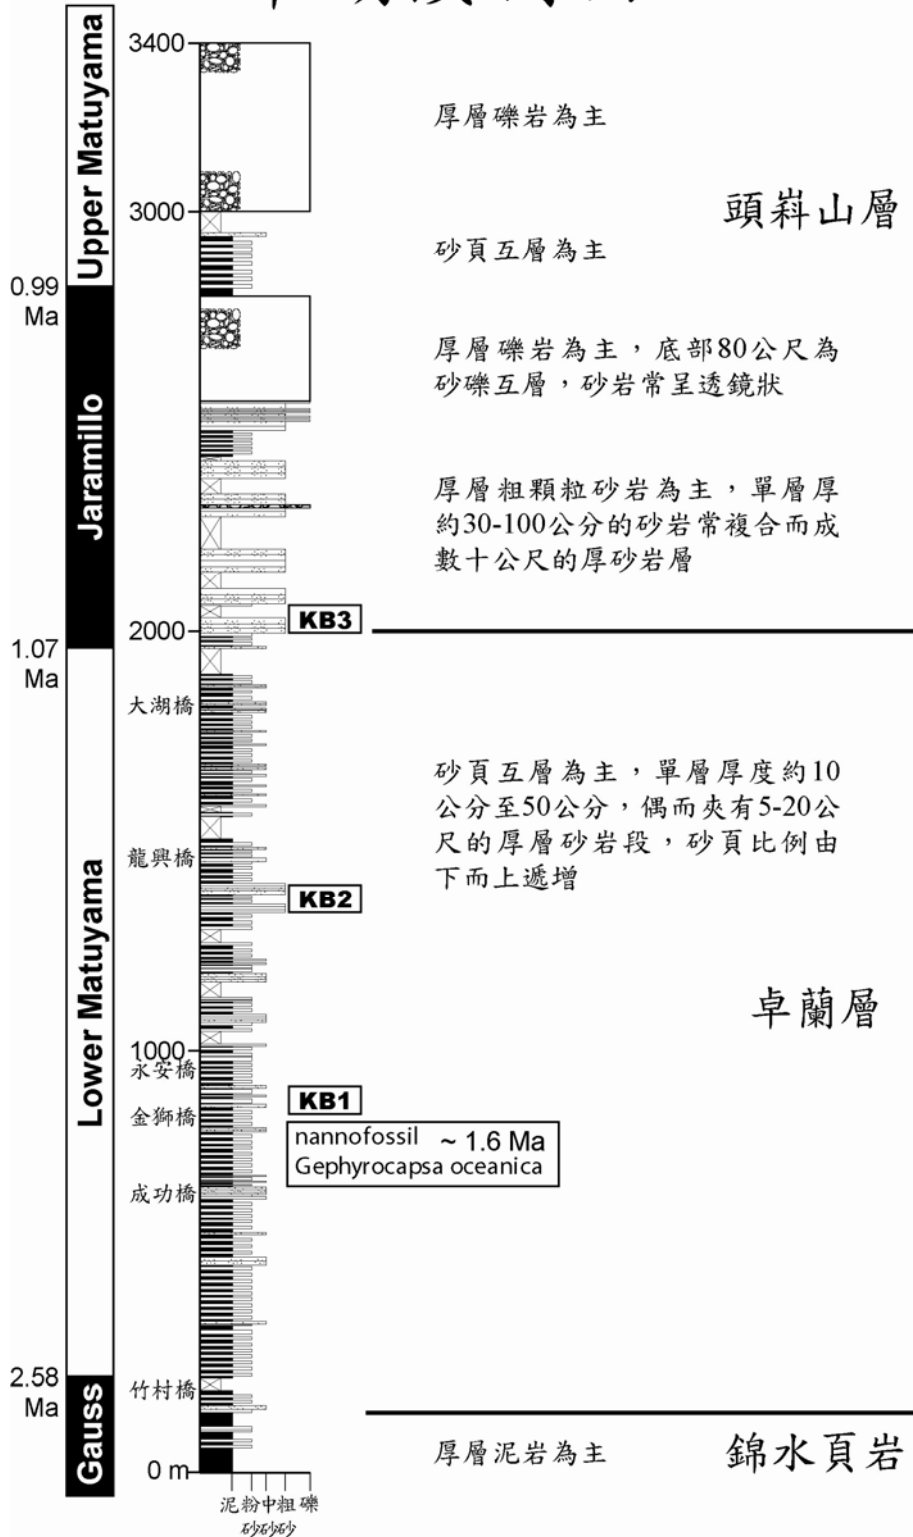 Upper Matuyama
0.99
Ma
Jaramillo
1.07
Ma
Lower Matuyama
2.58
Ma
Gauss
3400
3000
2000
大湖橋
龍興橋
1000
永安橋
金獅橋
成功橋
竹村橋
0 m
泥 粉 中 粗 礫
砂 砂 砂
KB3
KB2
KB1
nannofossil ~ 1.6 Ma
Gephyrocapsa oceanica
厚層礫岩為主
砂頁互層為主
厚層礫岩為主，底部80公尺為
砂礫互層，砂岩常呈透鏡狀
厚層粗顆粒砂岩為主，單層厚
約30-100公分的砂岩常複合而成
數十公尺的厚砂岩層
頭嵙山層
砂頁互層為主，單層厚度約10
公分至50公分，偶而夾有5-20公
尺的厚層砂岩段，砂頁比例由
下而上遞增
卓蘭層
厚層泥岩為主
錦水頁岩